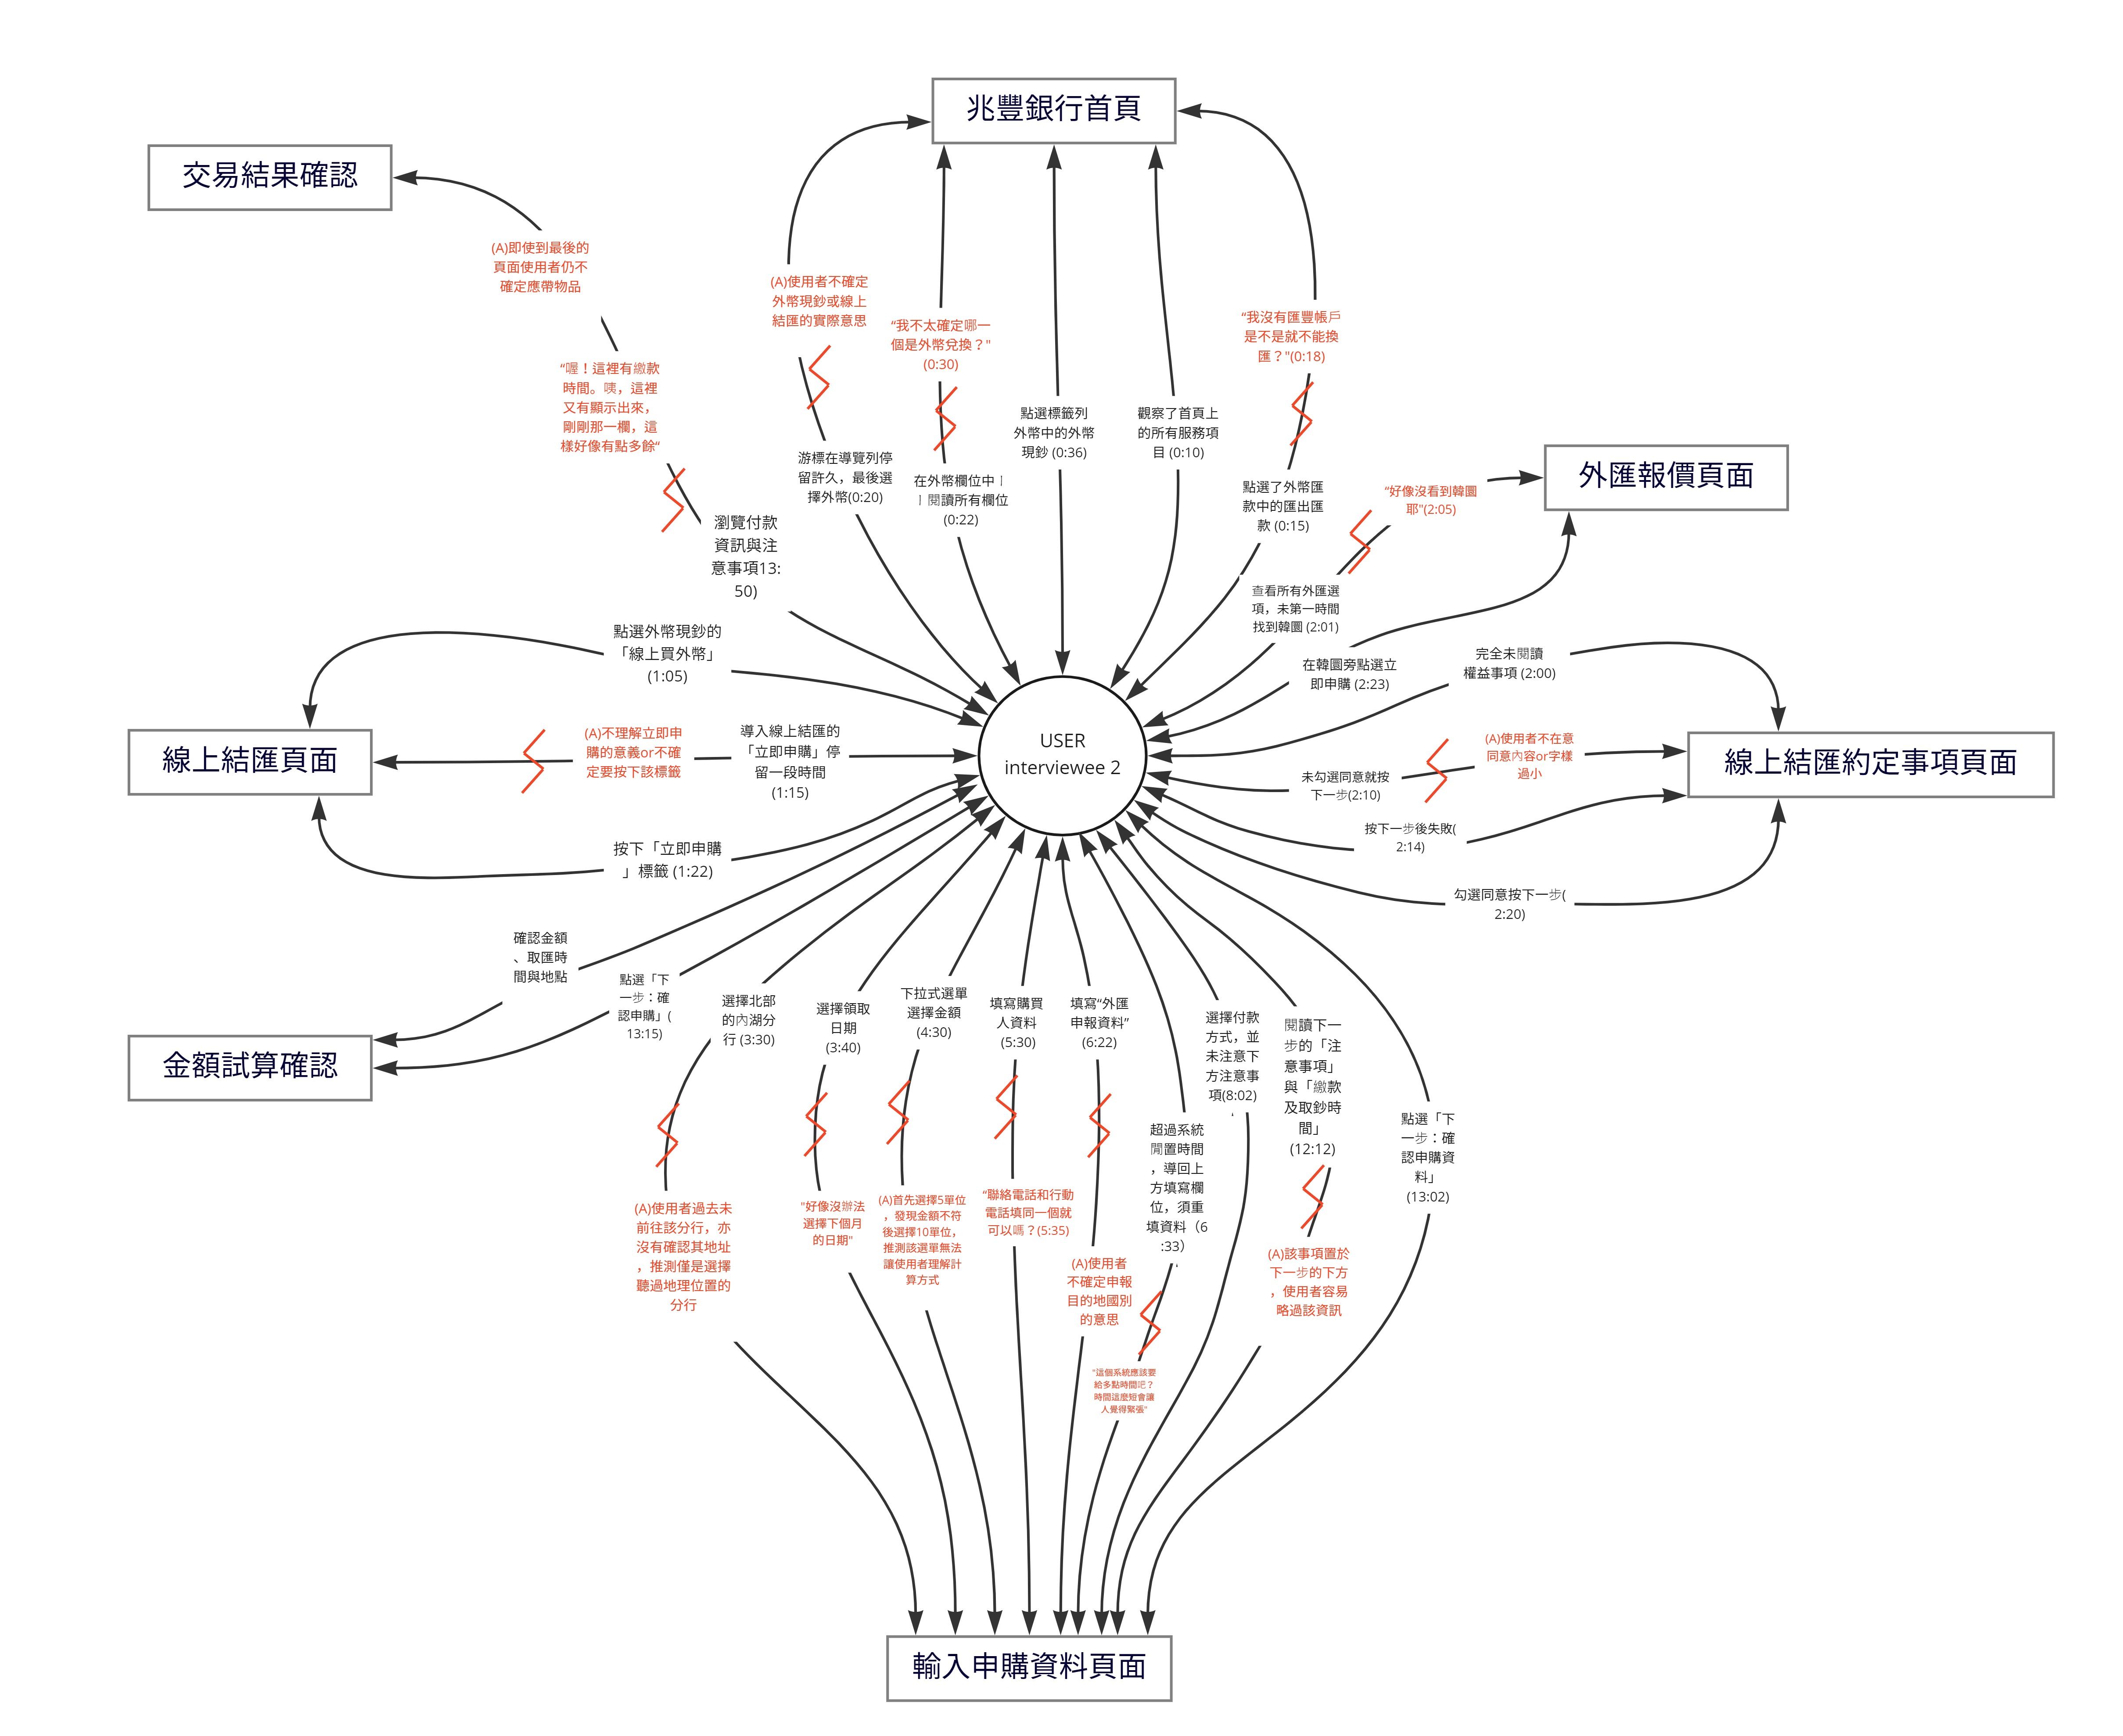 兆豐銀行首頁
交易結果確認
(A)即使到最後的
頁面使用者仍不
確定應帶物品
“喔！這裡有繳款
時間。咦，這裡
又有顯示出來，
剛剛那一欄，這
樣好像有點多餘“
瀏覽付款
資訊與注
意事項13:
50)
(A)使用者不確定
外幣現鈔或線上
結匯的實際意思
游標在導覽列停
留許久，最後選
擇外幣(0:20)
“我不太確定哪一
個是外幣兌換？"
(0:30)
在外幣欄位中
閱讀所有欄位
(0:22)
點選標籤列
外幣中的外幣
現鈔 (0:36)
觀察了首頁上
的所有服務項
目 (0:10)
“我沒有匯豐帳戶
是不是就不能換
匯？"(0:18)
點選了外幣匯
款中的匯出匯
款 (0:15)
外匯報價頁面
“好像沒看到韓圜
耶"(2:05)
查看所有外匯選
項，未第一時間
找到韓圜 (2:01)
在韓圜旁點選立
即申購 (2:23)
完全未閱讀
權益事項 (2:00)
線上結匯約定事項頁面
(A)使用者不在意
同意內容or字樣
過小
未勾選同意就按
下一步(2:10)
按下一步後失敗(
2:14)
勾選同意按下一步(
2:20)
USER
interviewee 2
點選外幣現鈔的
「線上買外幣」
(1:05)
線上結匯頁面
(A)不理解立即申
購的意義or不確
定要按下該標籤
導入線上結匯的
「立即申購」停
留一段時間
(1:15)
按下「立即申購
」標籤 (1:22)
確認金額
、取匯時
間與地點
點選「下
一步：確
認申購」(
13:15)
金額試算確認
選擇北部
的內湖分
行 (3:30)
(A)使用者過去未
前往該分行，亦
沒有確認其地址
，推測僅是選擇
聽過地理位置的
分行
選擇領取
日期
(3:40)
"好像沒辦法
選擇下個月
的日期"
下拉式選單
選擇金額
(4:30)
(A)首先選擇5單位
，發現金額不符
後選擇10單位，
推測該選單無法
讓使用者理解計
算方式
填寫購買
人資料
(5:30)
“聯絡電話和行動
電話填同一個就
可以嗎？(5:35)
填寫“外匯
申報資料”
(6:22)
(A)使用者
不確定申報
目的地國別
的意思
超過系統
閒置時間
，導回上
方填寫欄
位，須重
填資料（6
:33）
"這個系統應該要
給多點時間吧？
時間這麼短會讓
人覺得緊張"
選擇付款
方式，並
未注意下
方注意事
項(8:02)
閱讀下一
步的「注
意事項」
與「繳款
及取鈔時
間」
(12:12)
(A)該事項置於
下一步的下方
，使用者容易
略過該資訊
點選「下
一步：確
認申購資
料」
(13:02)
輸入申購資料頁面